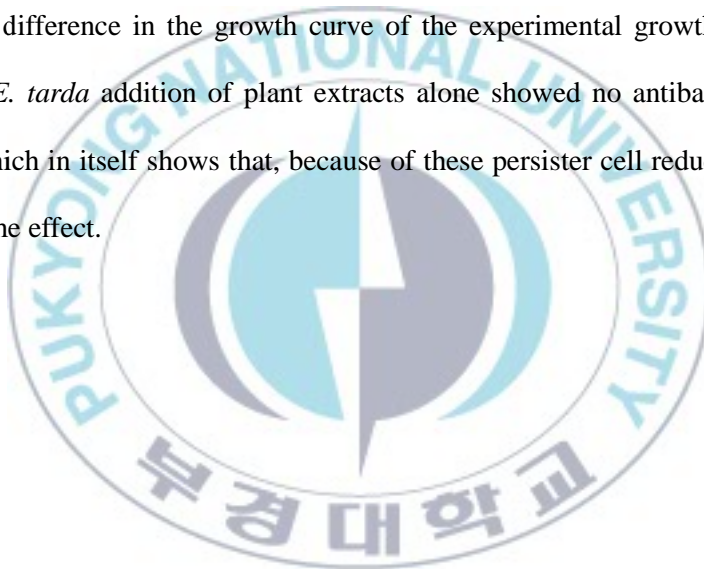 difference in the growth curve of the experimental growth
E. tarda addition of plant extracts alone showed no antiba
hich in itself shows that, because of these persister cell redu
ne effect.
PUKYONG NATIONAL UNIVERSITY
부경대학교